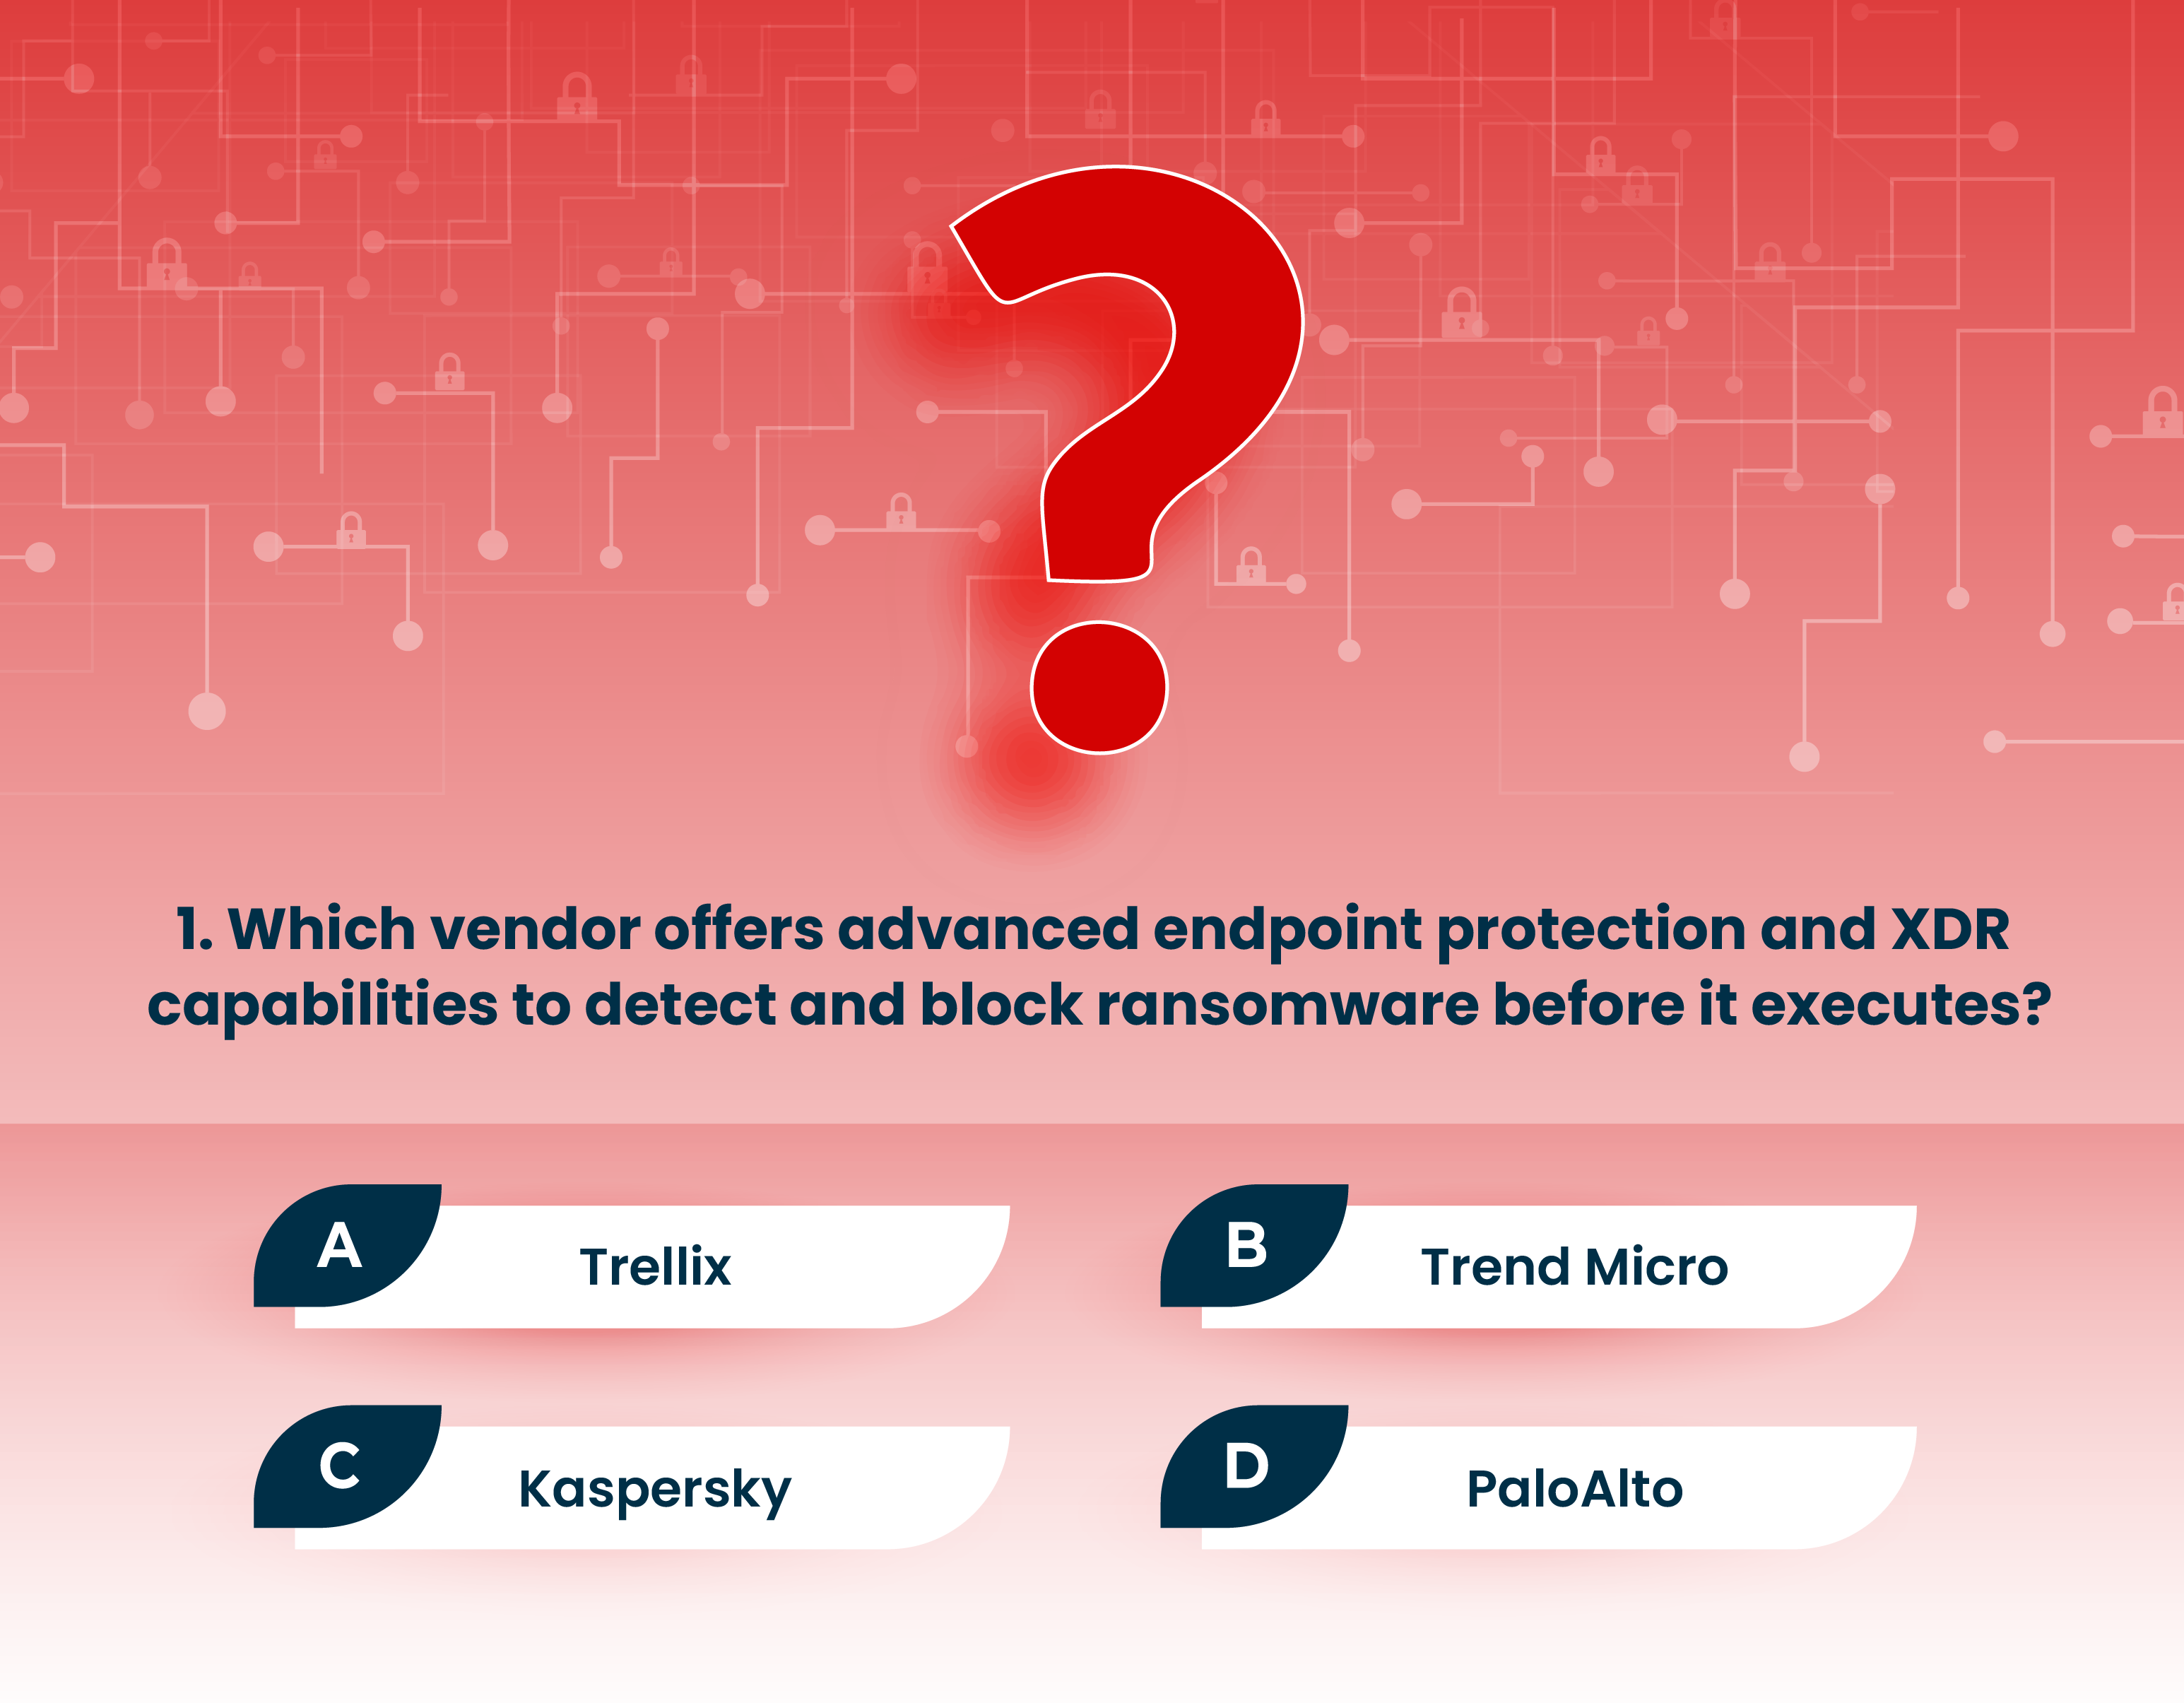 ?
1. Which vendor offers advanced endpoint protection and XDR
capabilities to detect and block ransomware before it executes?
A Trellix
B Trend Micro
C Kaspersky
D PaloAlto